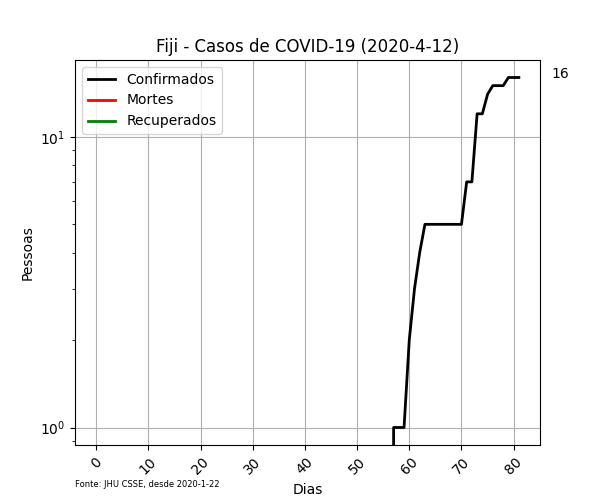 Fiji - Casos de COVID-19 (2020-4-12)
Confirmados
Mortes
Recuperados
16
10¹
10⁰
Pessoas
0 10 20 30 40 50 60 70 80
Dias
Fonte: JHU CSSE, desde 2020-1-22